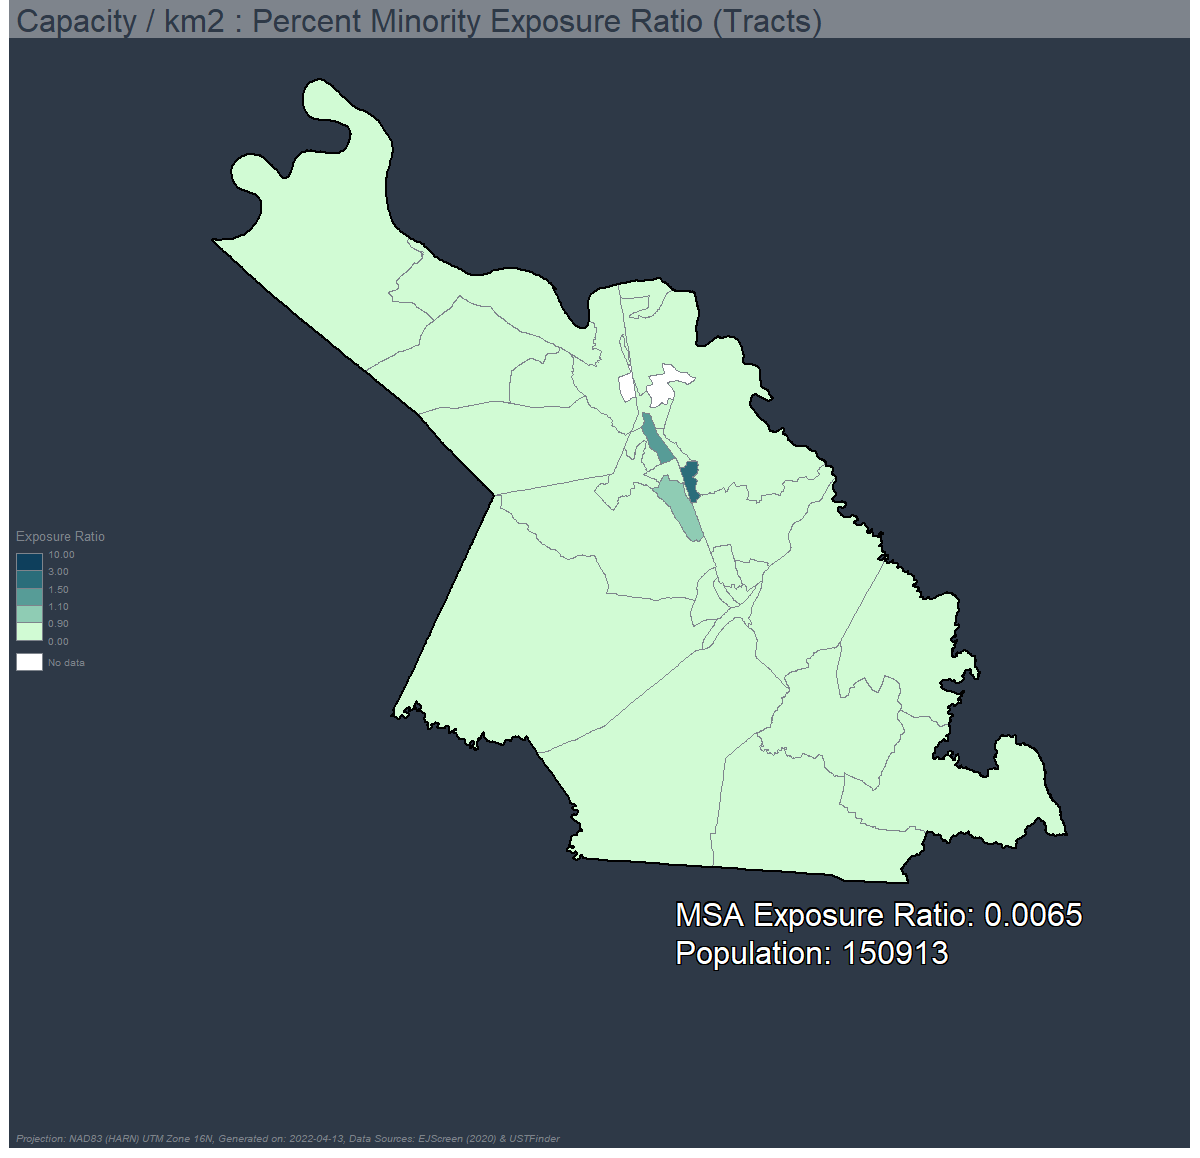 Capacity / km2 : Percent Minority Exposure Ratio (Tracts)
Exposure Ratio
10.00
3.00
1.50
1.10
0.90
0.00
No data
MSA Exposure Ratio: 0.0065
Population: 150913
Projection: NAD83 (HARN) UTM Zone 16N, Generated on: 2022-04-13, Data Sources: EJScreen (2020) & USTFinder